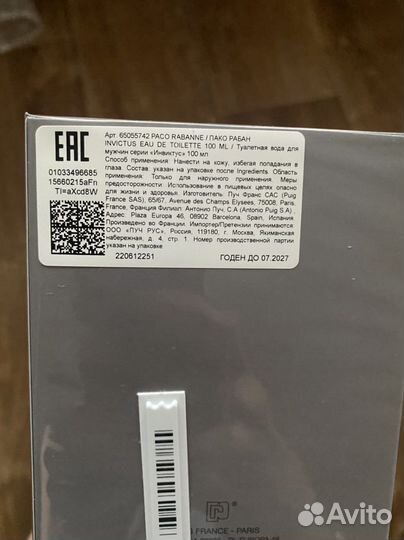 EAC
01033496685
15660215aFn
Арт. 65055742 PACO RABANNE / ПАКО РАБАН
INVICTUS EAU DE TOILETTE 100 ML / Туалетная вода для
мужчин серии «Инвиктус» 100 мл
Способ применения: Нанести на кожу, избегая попадания в
глаза. Состав: указан на упаковке после Ingredients. Область
применения: Только для наружного применения. Меры
предосторожности: Использование в пищевых целях опасно
для жизни и здоровья. Изготовитель: Пуч Франс САС (Puig
France SAS), 65/67, Avenue des Champs Elysees, 75008, Paris,
France, Франция Филиал: Антонио Пуч, С.А (Antonio Puig S.A)
Адрес: Plaza Europa 46, 08902 Barcelona, Spain, Испания
Произведено во Франции. Импортер/Претензии принимаются:
ООО «ПУЧ РУС», Россия, 119180, г. Москва, Якиманская
набережная, д. 4, стр. 1. Номер производственной партии
указан на упаковке
220612251
ГОДЕН ДО 07.2027
FRANCE - PARIS
Avito